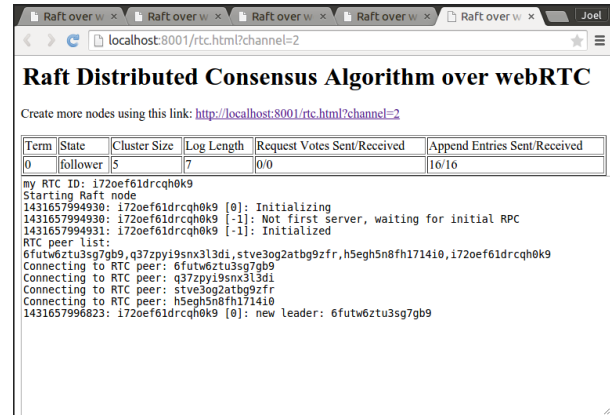 Raft over w × Raft over w × Raft over w × Raft over w × Raft over w × Joel
localhost:8001/rtc.html?channel=2
Raft Distributed Consensus Algorithm over webRTC
Create more nodes using this link: http://localhost:8001/rtc.html?channel=2
Term State Cluster Size Log Length Request Votes Sent/Received Append Entries Sent/Received
0 follower 5 7 0/0 16/16
my RTC ID: i72oef61drcqh0k9
Starting Raft node
1431657994930: i72oef61drcqh0k9 [0]: Initializing
1431657994930: i72oef61drcqh0k9 [-1]: Not first server, waiting for initial RPC
1431657994931: i72oef61drcqh0k9 [-1]: Initialized
RTC peer list:
6futw6ztu3sg7gb9,q37zpyi9snx3l3di,stve3og2atbg9zfr,h5egh5n8fh1714i0,i72oef61drcqh0k9
Connecting to RTC peer: 6futw6ztu3sg7gb9
Connecting to RTC peer: q37zpyi9snx3l3di
Connecting to RTC peer: stve3og2atbg9zfr
Connecting to RTC peer: h5egh5n8fh1714i0
1431657996823: i72oef61drcqh0k9 [0]: new leader: 6futw6ztu3sg7gb9